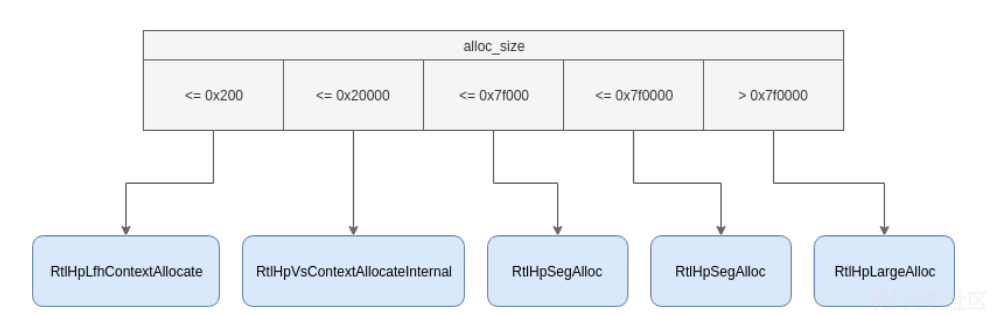 alloc_size
<= 0x200
<= 0x20000
<= 0x7f000
<= 0x7f0000
> 0x7f0000
RtlHpLfhContextAllocate
RtlHpVsContextAllocateInternal
RtlHpSegAlloc
RtlHpSegAlloc
RtlHpLargeAlloc